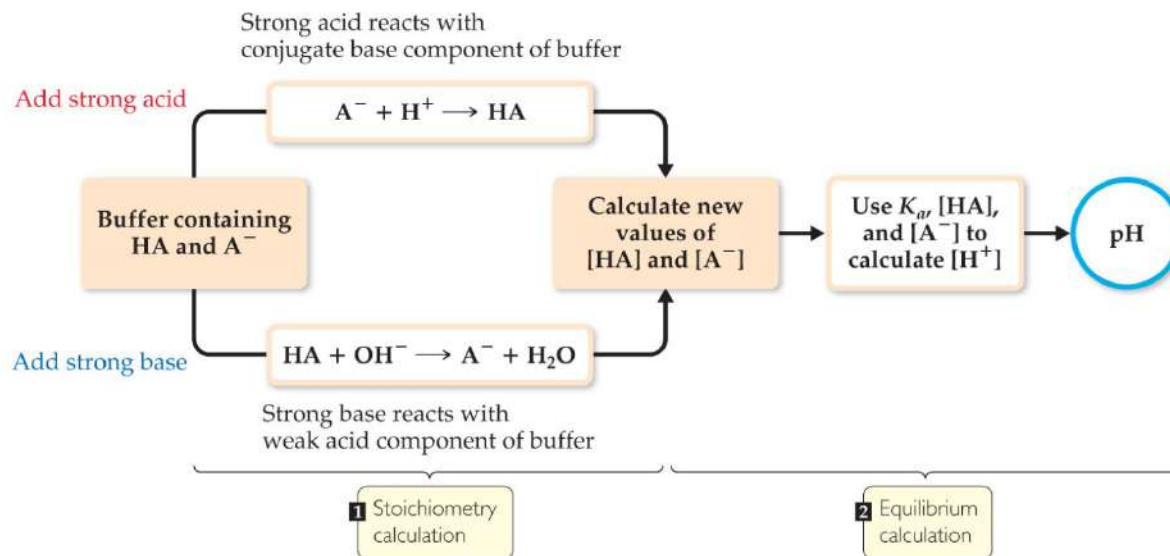 Strong acid reacts with
conjugate base component of buffer
Add strong acid
A⁻ + H⁺ ⟶ HA
Buffer containing
HA and A⁻
Calculate new
values of
[HA] and [A⁻]
Use Kₐ, [HA],
and [A⁻] to
calculate [H⁺]
pH
Add strong base
HA + OH⁻ ⟶ A⁻ + H₂O
Strong base reacts with
weak acid component of buffer
1 Stoichiometry
calculation
2 Equilibrium
calculation